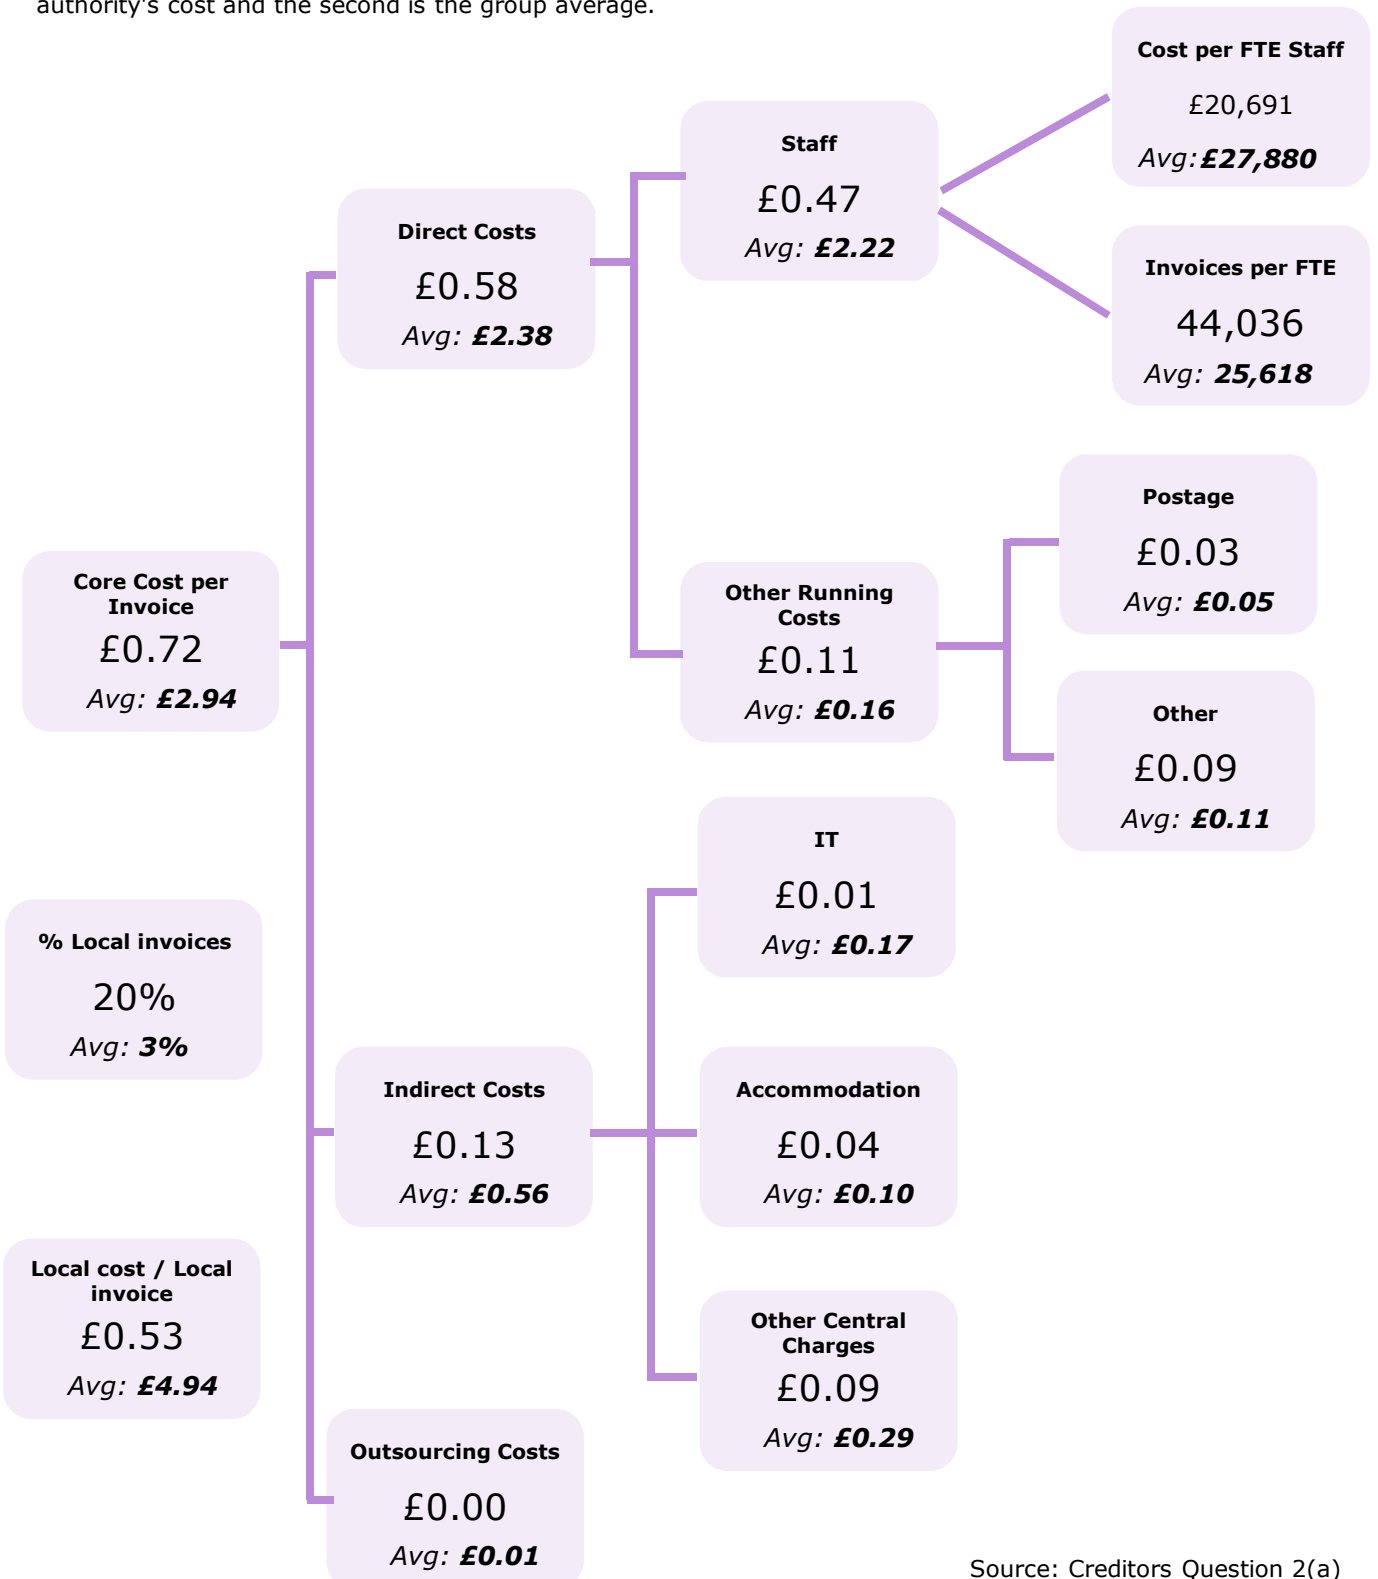 authority's cost and the second is the group average.
Cost per FTE Staff
£20,691
Avg: £27,880
Staff
£0.47
Avg: £2.22
Direct Costs
£0.58
Avg: £2.38
Invoices per FTE
44,036
Avg: 25,618
Postage
£0.03
Avg: £0.05
Core Cost per
Invoice
£0.72
Avg: £2.94
Other Running
Costs
£0.11
Avg: £0.16
Other
£0.09
Avg: £0.11
IT
£0.01
Avg: £0.17
% Local invoices
20%
Avg: 3%
Indirect Costs
£0.13
Avg: £0.56
Accommodation
£0.04
Avg: £0.10
Local cost / Local
invoice
£0.53
Avg: £4.94
Other Central
Charges
£0.09
Avg: £0.29
Outsourcing Costs
£0.00
Avg: £0.01
Source: Creditors Question 2(a)